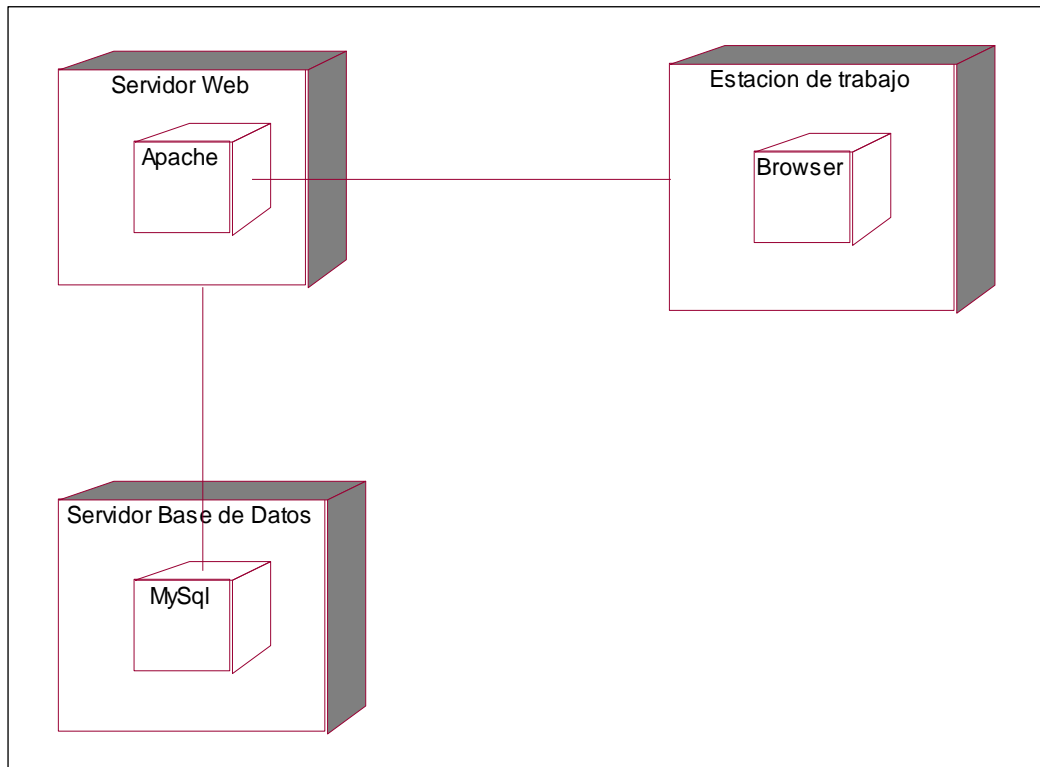 Servidor Web
Apache
Estacion de trabajo
Browser
Servidor Base de Datos
MySql